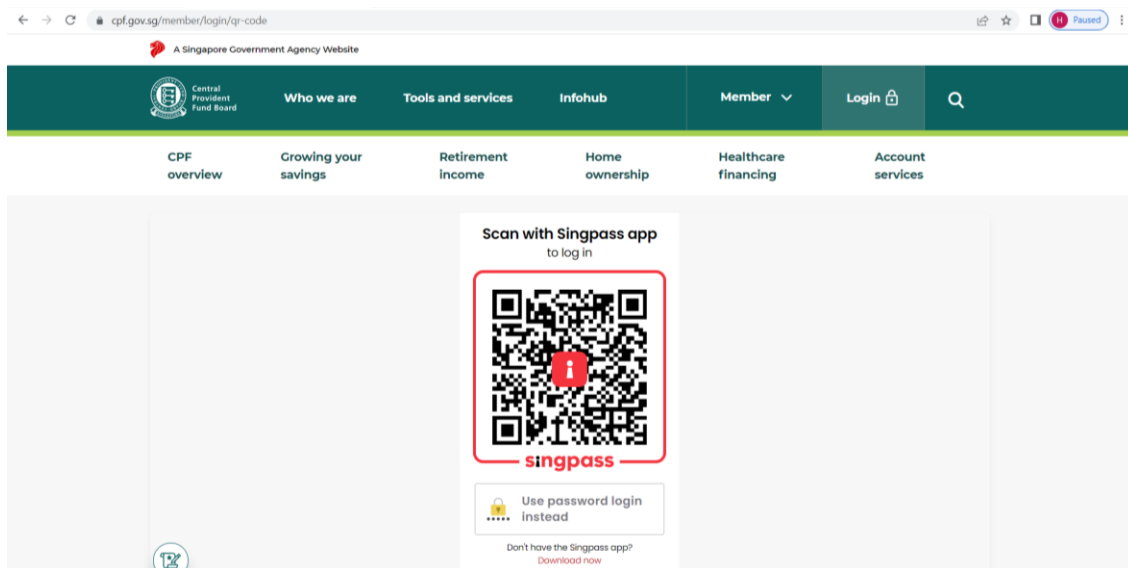 cpf.gov.sg/member/login/qr-code
H Paused
A Singapore Government Agency Website
Central
Provident
Fund Board
Who we are Tools and services Infohub Member Login
CPF overview
Growing your savings
Retirement income
Home ownership
Healthcare financing
Account services
Scan with Singpass app
to log in
singpass
Use password login
instead
Don't have the Singpass app?
Download now